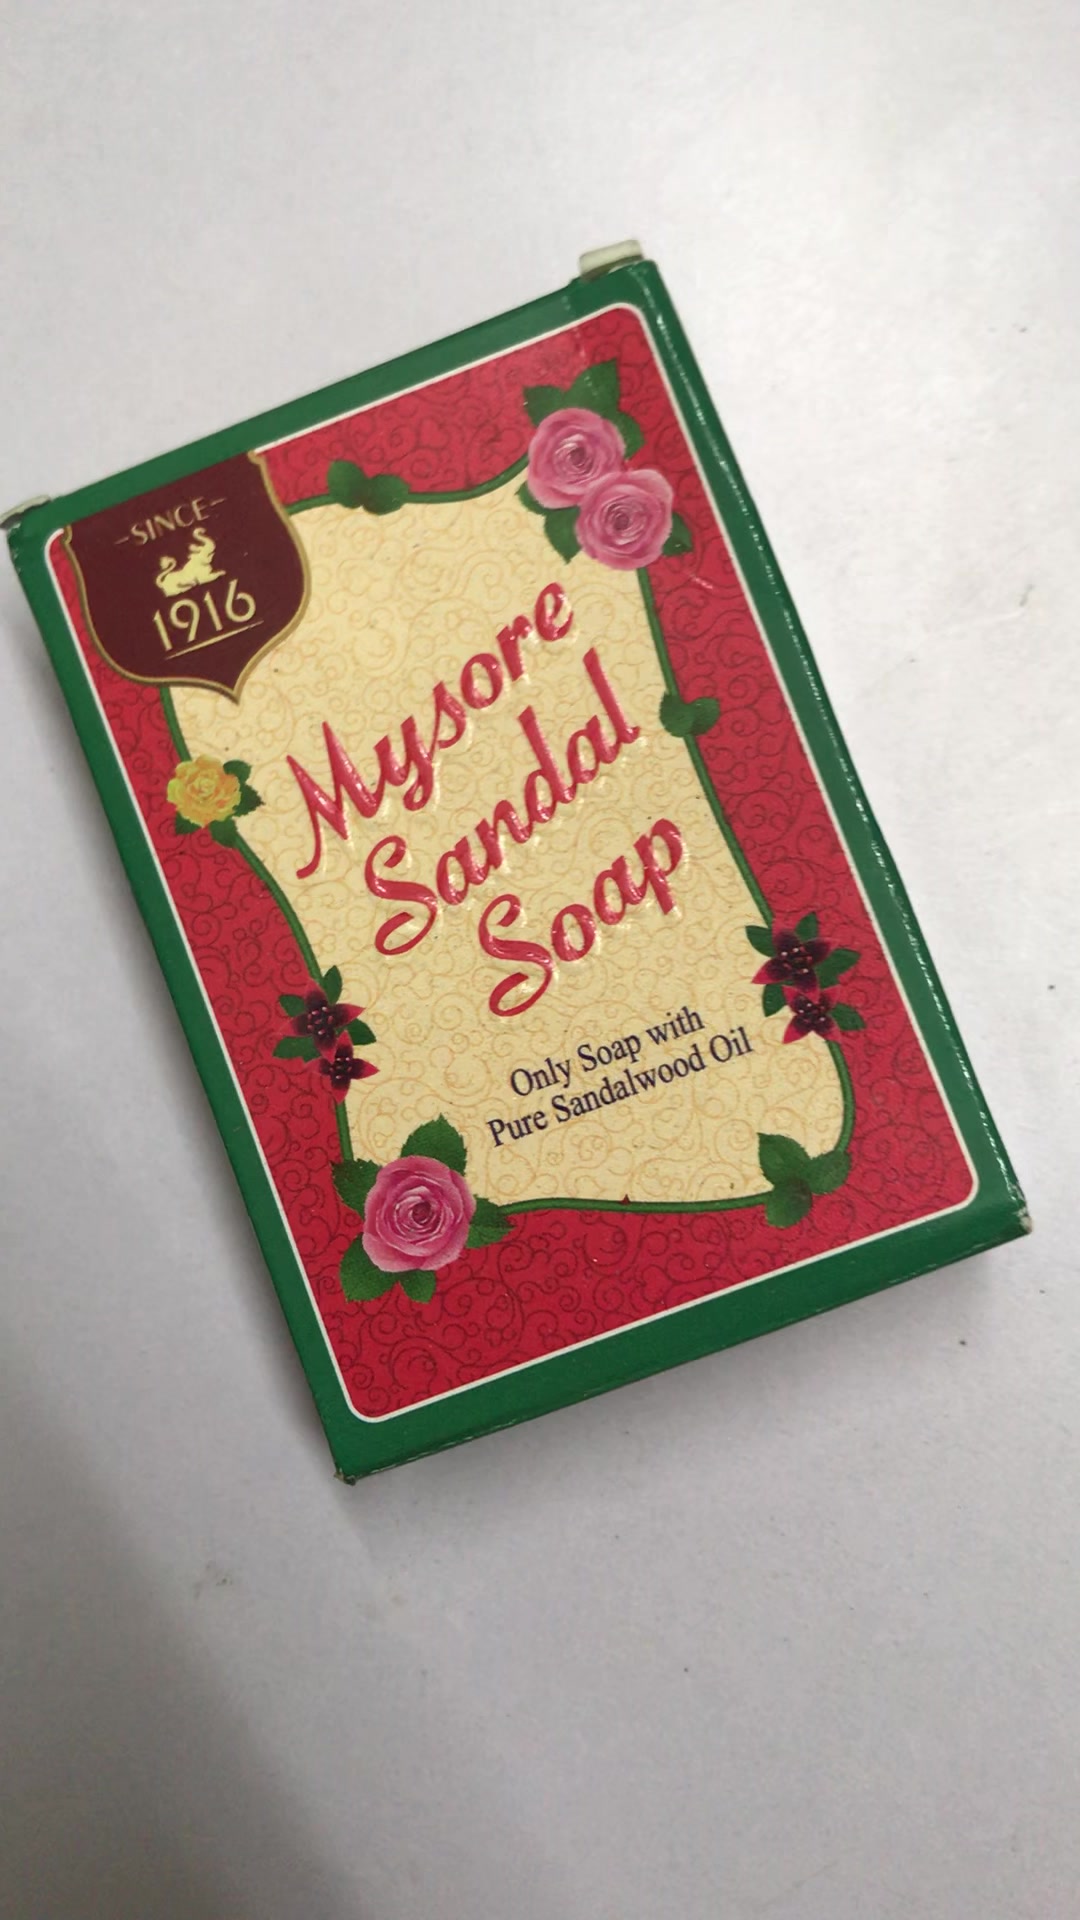 -SINCE-
1916
Mysore
Sandal
Soap
Only Soap with
Pure Sandalwood Oil